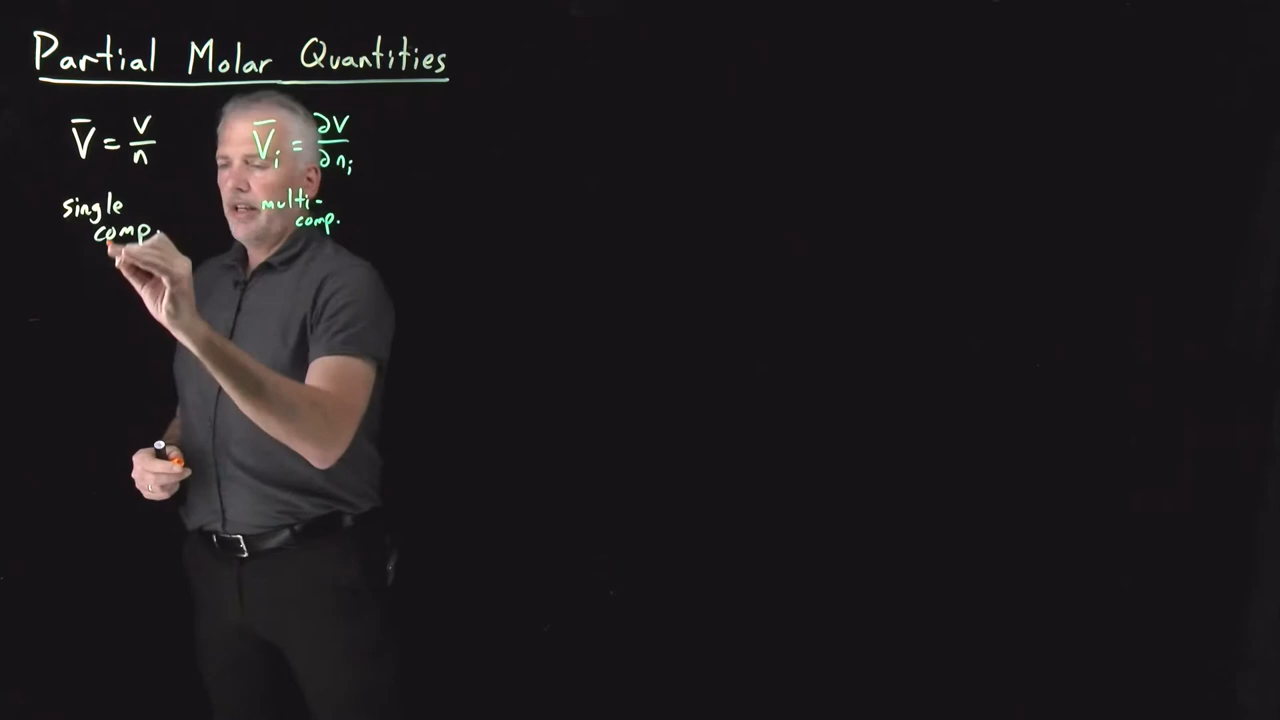 Partial Molar Quantities
V̄ = V/n
V̄ᵢ = ∂V/∂nᵢ
single
comp.
multi-
comp.